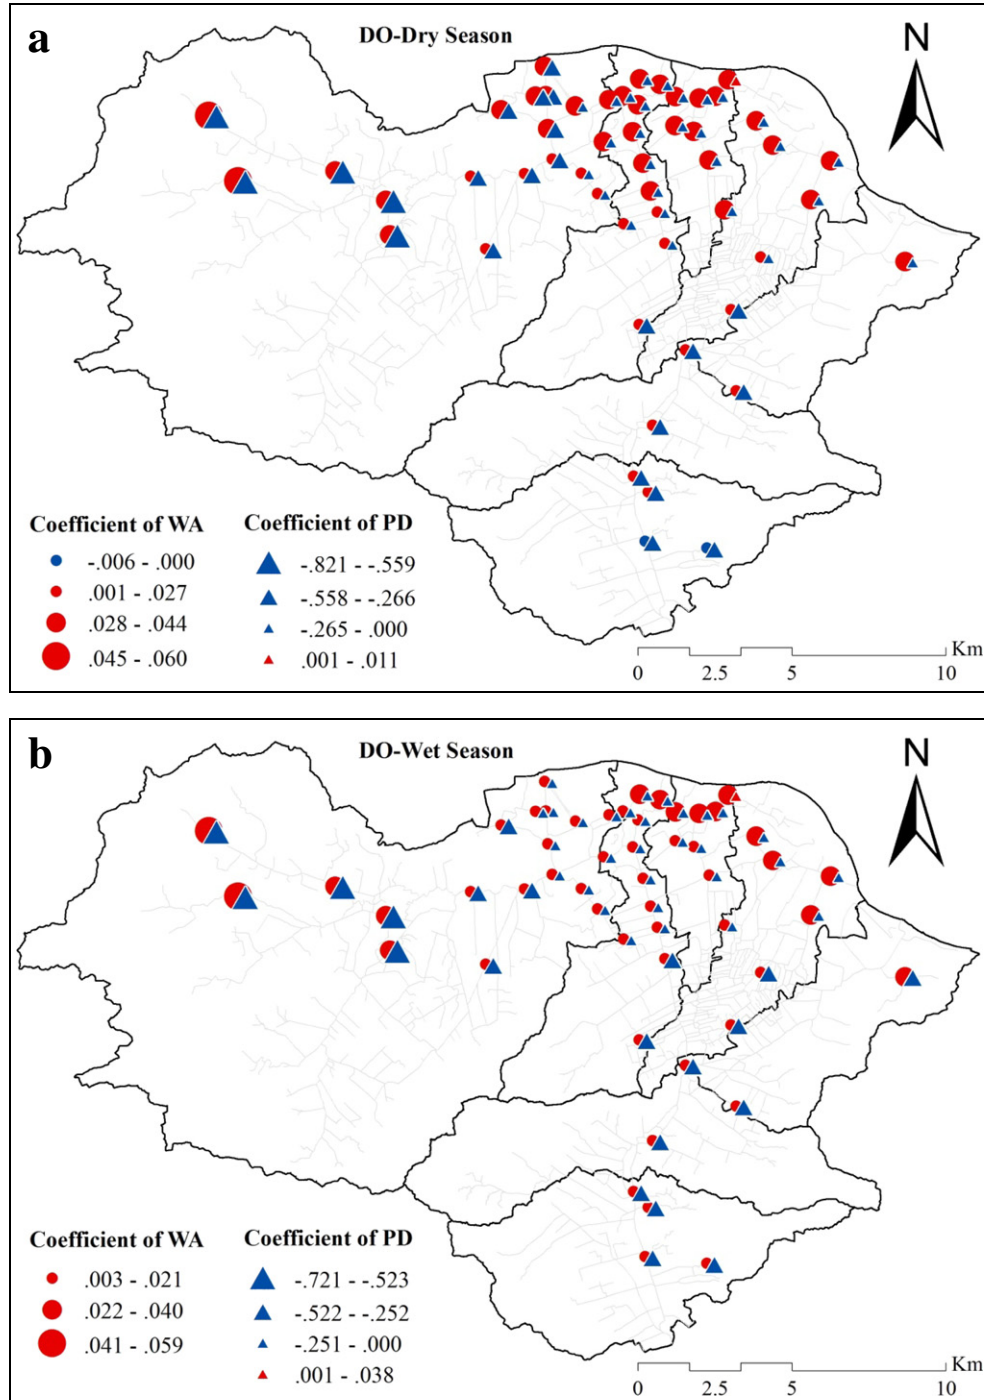 a
DO-Dry Season
N
Coefficient of WA
-.006 - .000
.001 - .027
.028 - .044
.045 - .060
Coefficient of PD
-.821 - -.559
-.558 - -.266
-.265 - .000
.001 - .011
Km
0 2.5 5 10
b
DO-Wet Season
N
Coefficient of WA
.003 - .021
.022 - .040
.041 - .059
Coefficient of PD
-.721 - -.523
-.522 - -.252
-.251 - .000
.001 - .038
Km
0 2.5 5 10